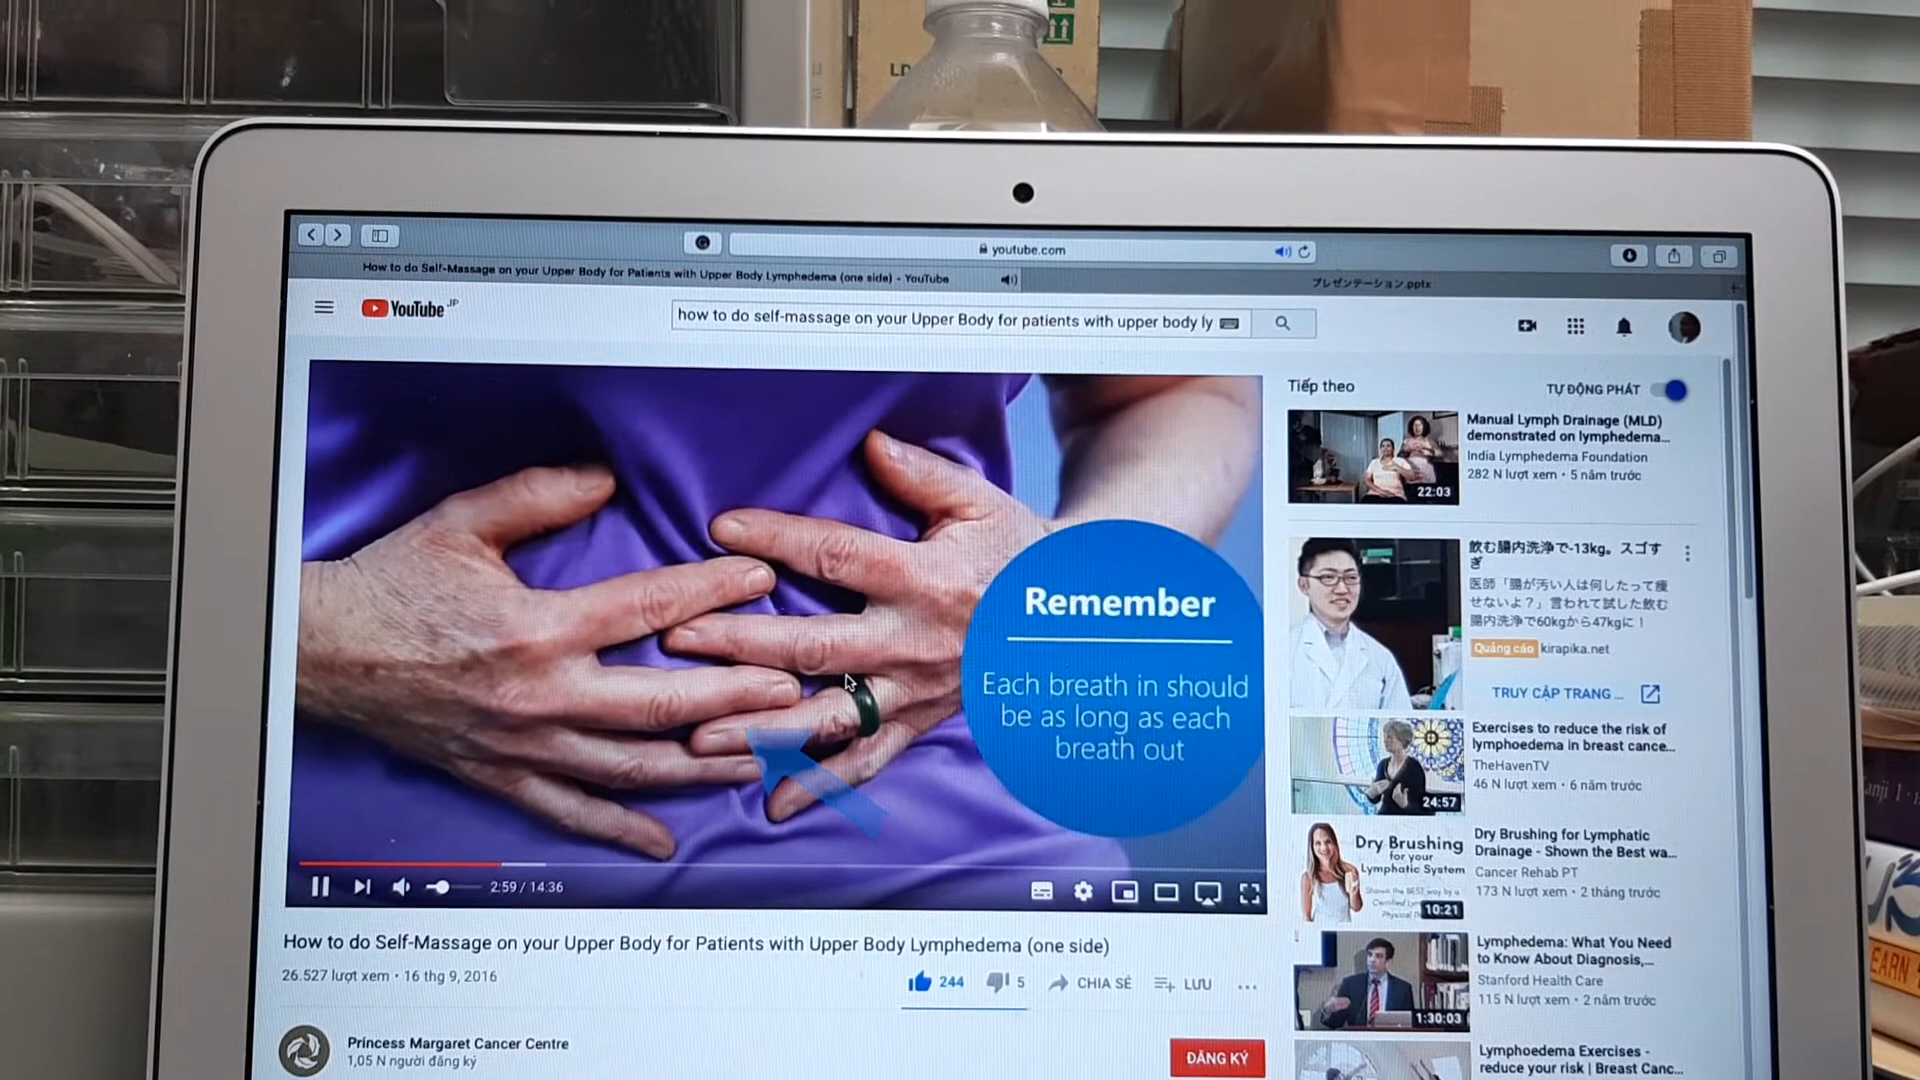 youtube.com
How to do Self-Massage on your Upper Body for Patients with Upper Body Lymphedema (one side) - YouTube
プレゼンテーション.pptx
YouTube JP
how to do self-massage on your Upper Body for patients with upper body ly
Remember
Each breath in should
be as long as each
breath out
2:59 / 14:36
How to do Self-Massage on your Upper Body for Patients with Upper Body Lymphedema (one side)
26.527 lượt xem • 16 thg 9, 2016
244
5
CHIA SẺ
LƯU
Princess Margaret Cancer Centre
1,05 N người đăng ký
ĐĂNG KÝ
Tiếp theo
TỰ ĐỘNG PHÁT
22:03
Manual Lymph Drainage (MLD)
demonstrated on lymphedema...
India Lymphedema Foundation
282 N lượt xem • 5 năm trước
飲む腸内洗浄で-13kg。スゴす
ぎ
医師「腸が汚い人は何したって痩
せないよ？」言われて試した飲む
腸内洗浄で60kgから47kgに！
Quảng cáo kirapika.net
TRUY CẬP TRANG ...
24:57
Exercises to reduce the risk of
lymphoedema in breast cance...
TheHavenTV
46 N lượt xem • 6 năm trước
Dry Brushing
for your
Lymphatic System
10:21
Dry Brushing for Lymphatic
Drainage - Shown the Best wa...
Cancer Rehab PT
173 N lượt xem • 2 tháng trước
1:30:03
Lymphedema: What You Need
to Know About Diagnosis,...
Stanford Health Care
115 N lượt xem • 2 năm trước
Lymphoedema Exercises -
reduce your risk | Breast Canc...